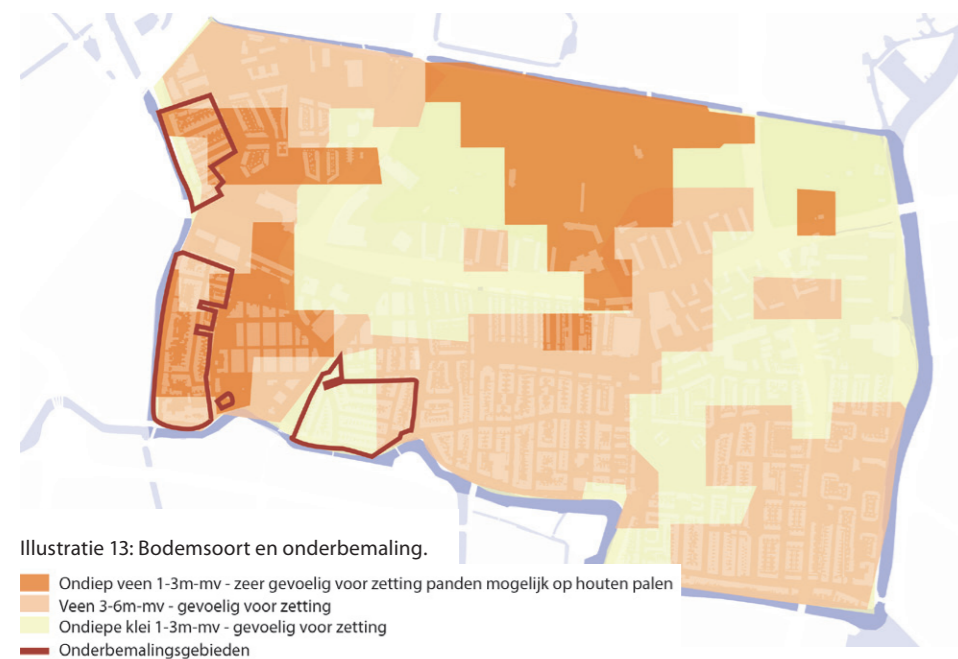 Illustratie 13: Bodemsoort en onderbemaling.
Ondiep veen 1-3m-mv - zeer gevoelig voor zetting panden mogelijk op houten palen
Veen 3-6m-mv - gevoelig voor zetting
Ondiepe klei 1-3m-mv - gevoelig voor zetting
Onderbemalingsgebieden